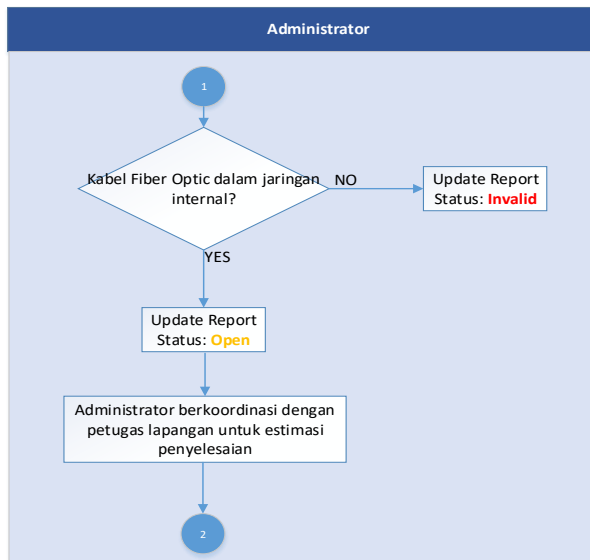 Administrator
1
Kabel Fiber Optic dalam jaringan
internal?
NO
Update Report
Status: Invalid
YES
Update Report
Status: Open
Administrator berkoordinasi dengan
petugas lapangan untuk estimasi
penyelesaian
2